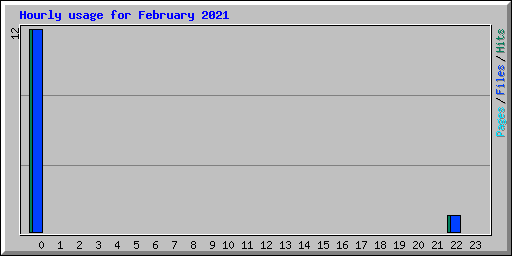 Hourly usage for February 2021
12
Pages/Files/Hits
0 1 2 3 4 5 6 7 8 9 10 11 12 13 14 15 16 17 18 19 20 21 22 23